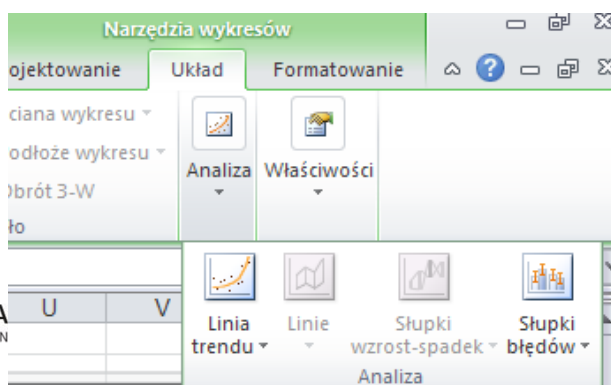 Narzędzia wykresów
ojektowanie Układ Formatowanie
ciana wykresu
odłoże wykresu
Obrót 3-W
Analiza Właściwości
ło
U V
A
N
Linia trendu
Linie
Słupki wzrost-spadek
Słupki błędów
Analiza